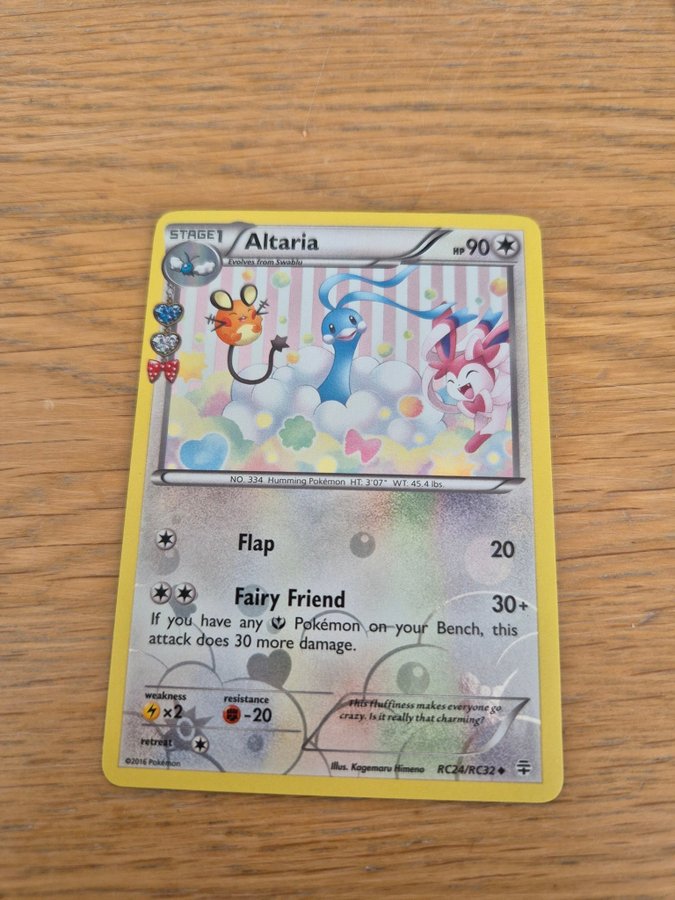 STAGE1 Altaria HP 90
Evolves from Swablu
NO. 334 Humming Pokémon HT: 3'07" WT: 45.4 lbs.
Flap 20
Fairy Friend 30+
If you have any Pokémon on your Bench, this
attack does 30 more damage.
weakness resistance
×2 -20
This fluffiness makes everyone go
crazy. Is it really that charming?
retreat
©2016 Pokémon Illus. Kagemaru Himeno RC24/RC32